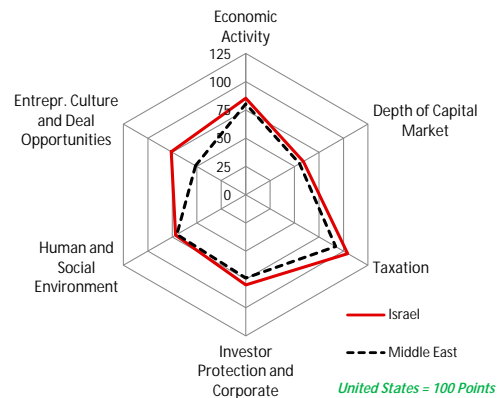 Economic
Activity
125
100
75
50
25
0
Entrepr. Culture
and Deal
Opportunities
Depth of Capital
Market
Human and
Social
Environment
Taxation
Investor
Protection and
Corporate
Israel
Middle East
United States = 100 Points